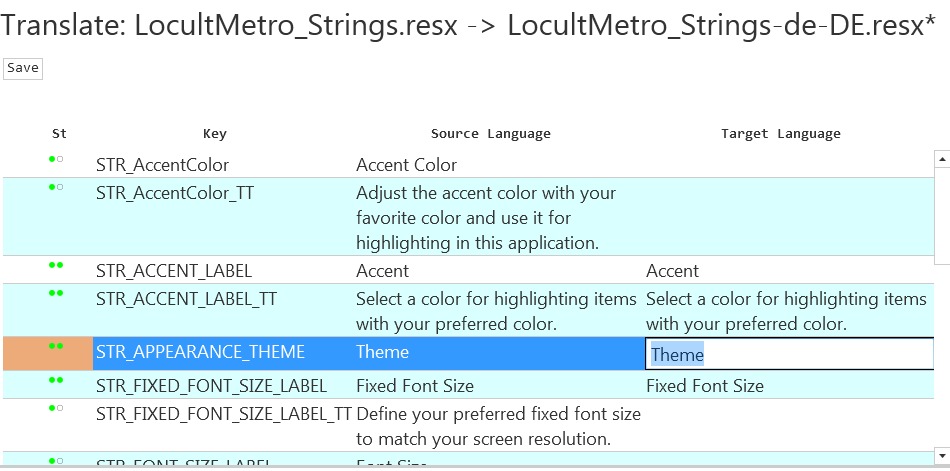 Translate: LocultMetro_Strings.resx -> LocultMetro_Strings-de-DE.resx*
Save
St Key Source Language Target Language
STR_AccentColor Accent Color
STR_AccentColor_TT Adjust the accent color with your
favorite color and use it for
highlighting in this application.
STR_ACCENT_LABEL Accent Accent
STR_ACCENT_LABEL_TT Select a color for highlighting items Select a color for highlighting items
with your preferred color. with your preferred color.
STR_APPEARANCE_THEME Theme Theme
STR_FIXED_FONT_SIZE_LABEL Fixed Font Size Fixed Font Size
STR_FIXED_FONT_SIZE_LABEL_TT Define your preferred fixed font size
to match your screen resolution.
STR_FONT_SIZE_LABEL Font Size